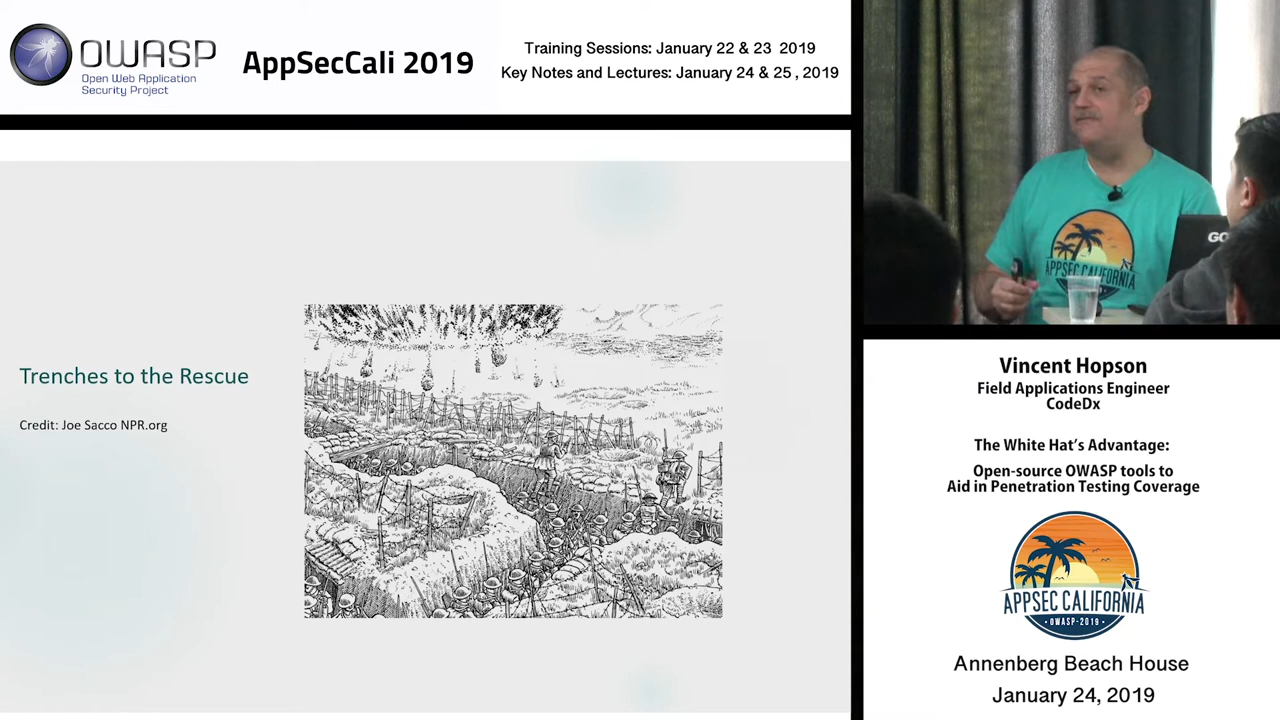 OWASP
Open Web Application
Security Project
AppSecCali 2019
Training Sessions: January 22 & 23 2019
Key Notes and Lectures: January 24 & 25, 2019
Trenches to the Rescue
Credit: Joe Sacco NPR.org
APPSEC CALIFORNIA
GO
Vincent Hopson
Field Applications Engineer
CodeDx
The White Hat's Advantage:
Open-source OWASP tools to
Aid in Penetration Testing Coverage
APPSEC CALIFORNIA
• OWASP-2019 •
Annenberg Beach House
January 24, 2019